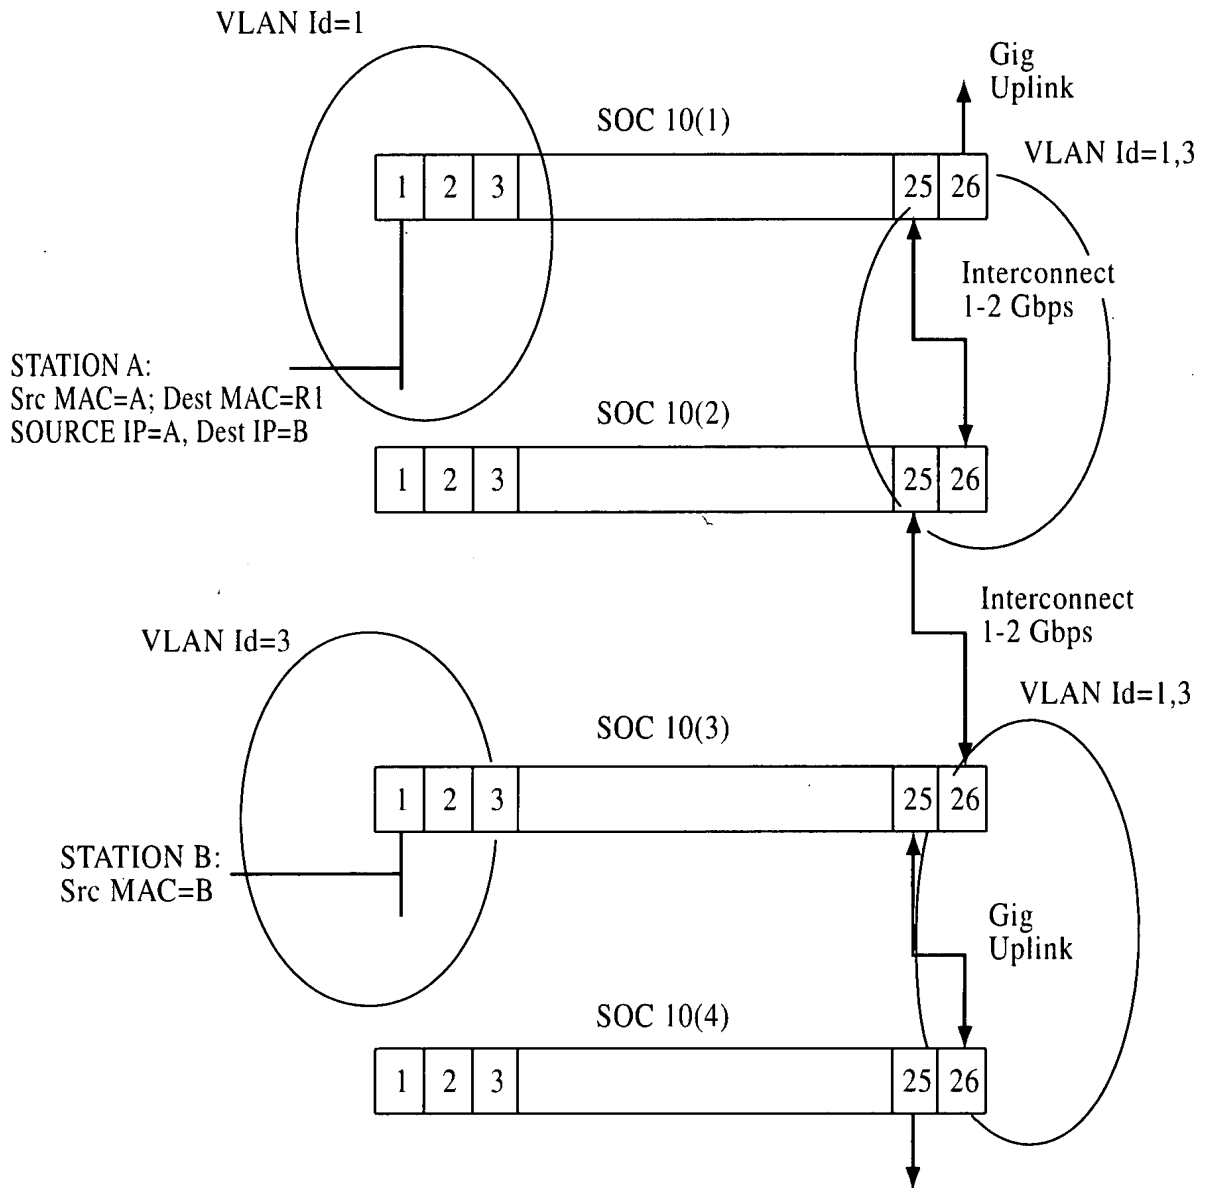 VLAN Id=1
Gig
Uplink
SOC 10(1)
VLAN Id=1,3
1 2 3 25 26
Interconnect
1-2 Gbps
STATION A:
Src MAC=A; Dest MAC=R1
SOURCE IP=A, Dest IP=B
SOC 10(2)
1 2 3 25 26
Interconnect
1-2 Gbps
VLAN Id=3
VLAN Id=1,3
SOC 10(3)
1 2 3 25 26
STATION B:
Src MAC=B
Gig
Uplink
SOC 10(4)
1 2 3 25 26